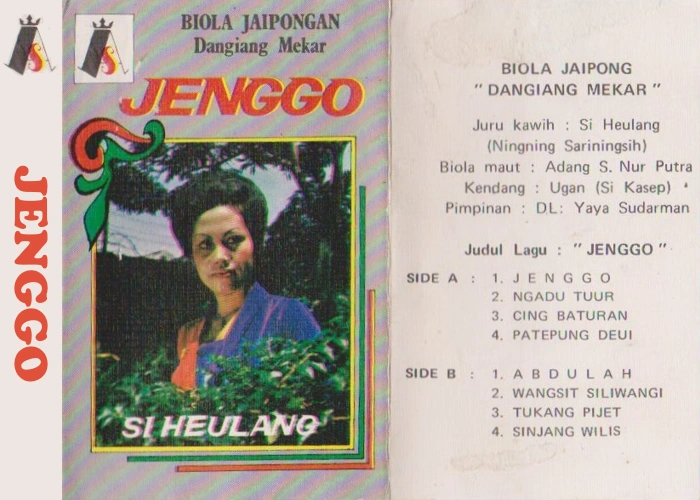 JENGGO
BIOLA JAIPONGAN
Dangiang Mekar
JENGGO
SI HEULANG
BIOLA JAIPONG
" DANGIANG MEKAR "
Juru kawih : Si Heulang
(Ningning Sariningsih)
Biola maut : Adang S. Nur Putra
Kendang : Ugan (Si Kasep)
Pimpinan : DL: Yaya Sudarman
Judul Lagu : " JENGGO "
SIDE A : 1. J E N G G O
2. NGADU TUUR
3. CING BATURAN
4. PATEPUNG DEUI
SIDE B : 1. A B D U L A H
2. WANGSIT SILIWANGI
3. TUKANG PIJET
4. SINJANG WILIS